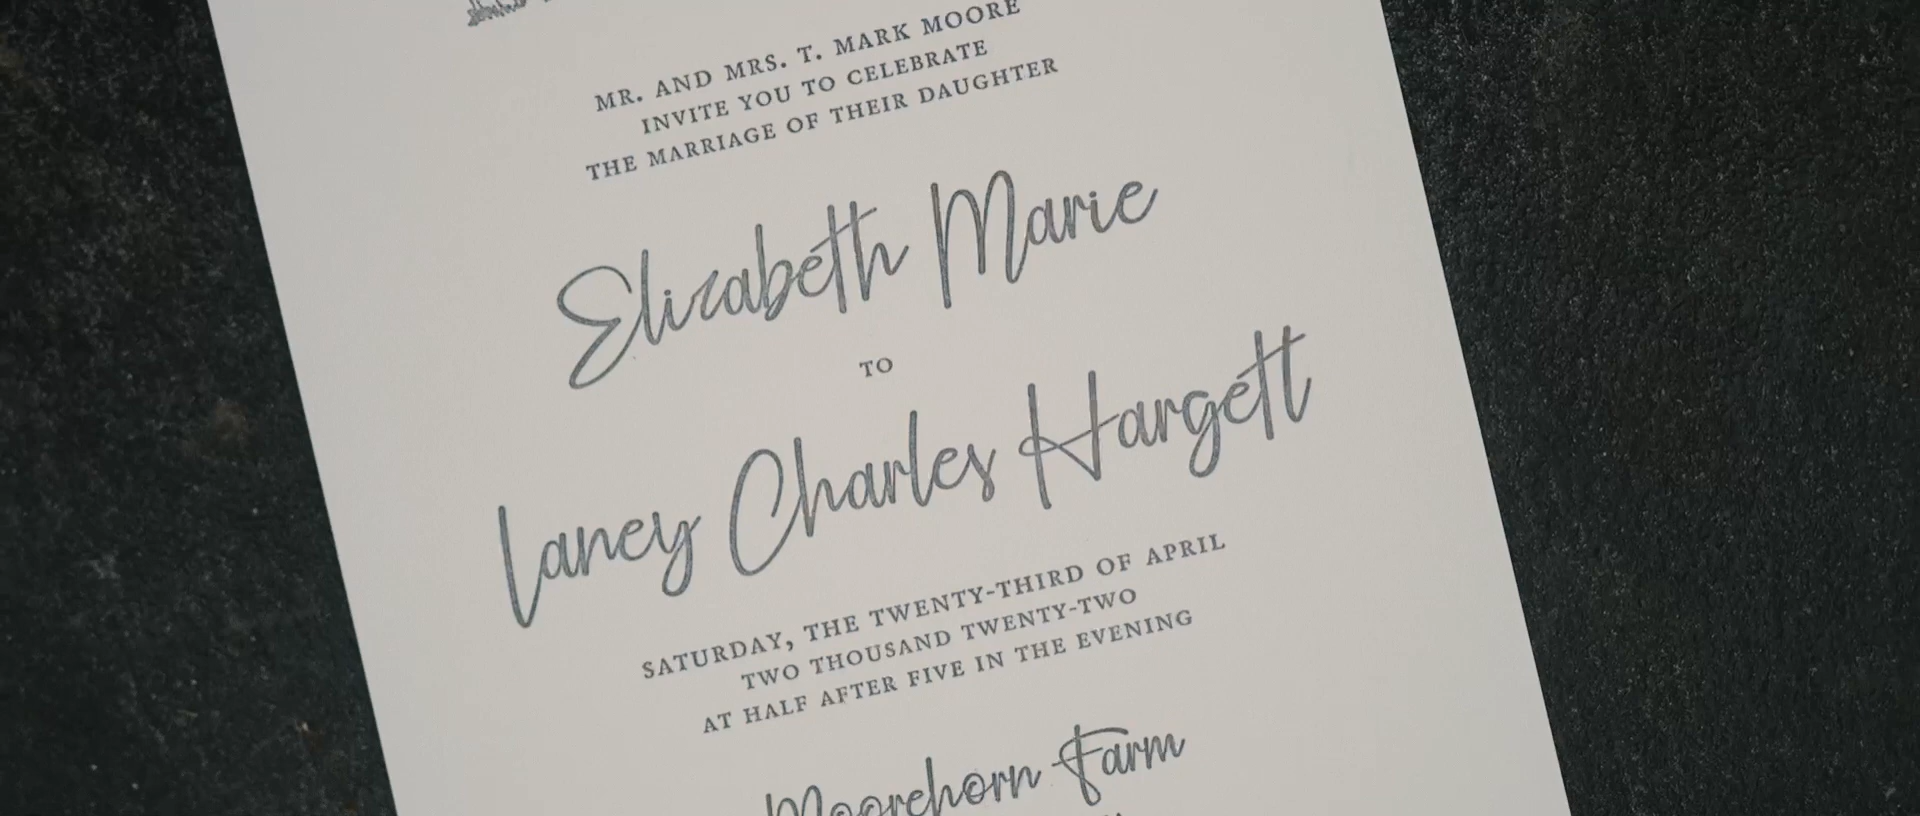 MR. AND MRS. T. MARK MOORE
INVITE YOU TO CELEBRATE
THE MARRIAGE OF THEIR DAUGHTER
Elizabeth Marie
TO
Laney Charles Hargett
SATURDAY, THE TWENTY-THIRD OF APRIL
TWO THOUSAND TWENTY-TWO
AT HALF AFTER FIVE IN THE EVENING
Moorehorn Farm